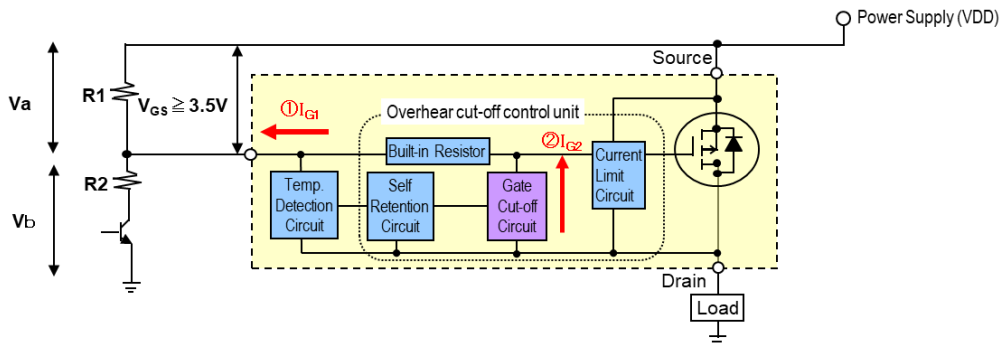 Power Supply (VDD)
Source
Va
R1
VGS ≧ 3.5V
①IG1
Overhear cut-off control unit
②IG2
Built-in Resistor
Current
Limit
Circuit
R2
Vb
Temp.
Detection
Circuit
Self
Retention
Circuit
Gate
Cut-off
Circuit
Drain
Load